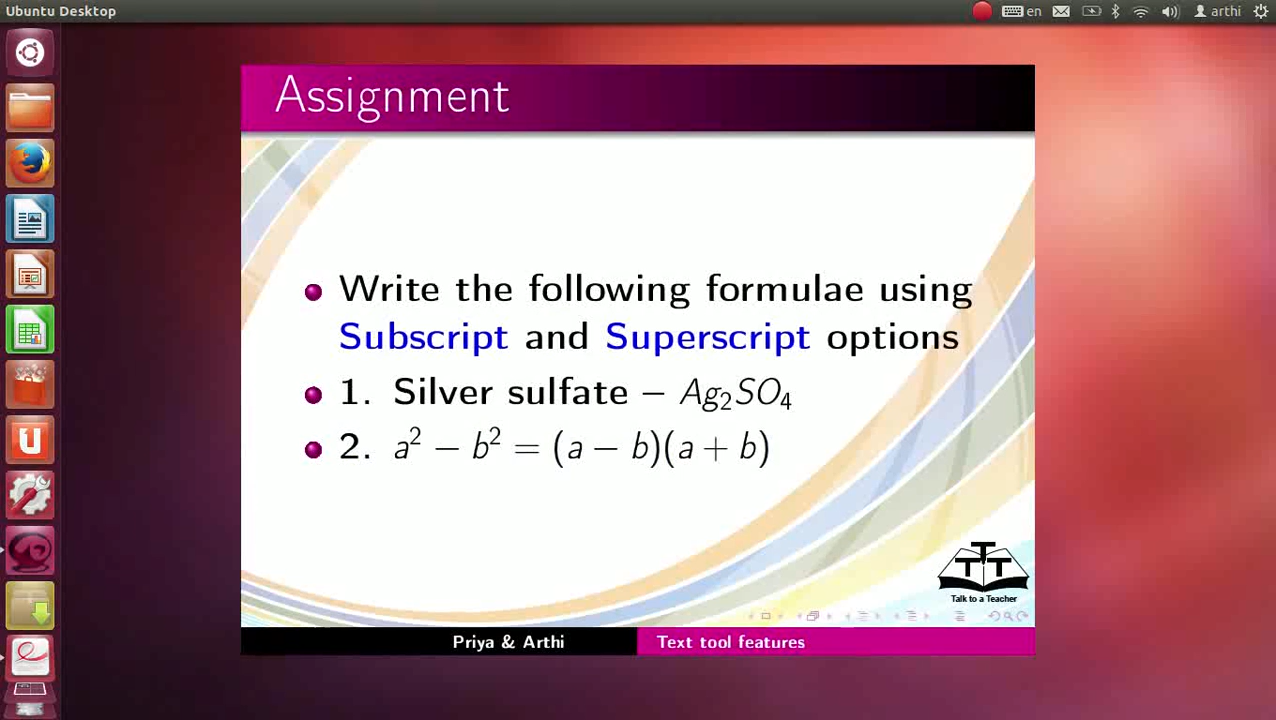 Ubuntu Desktop
en
arthi
Assignment
Write the following formulae using
Subscript and Superscript options
1. Silver sulfate – Ag₂SO₄
2. a² − b² = (a − b)(a + b)
T
T T
Talk to a Teacher
Priya & Arthi
Text tool features